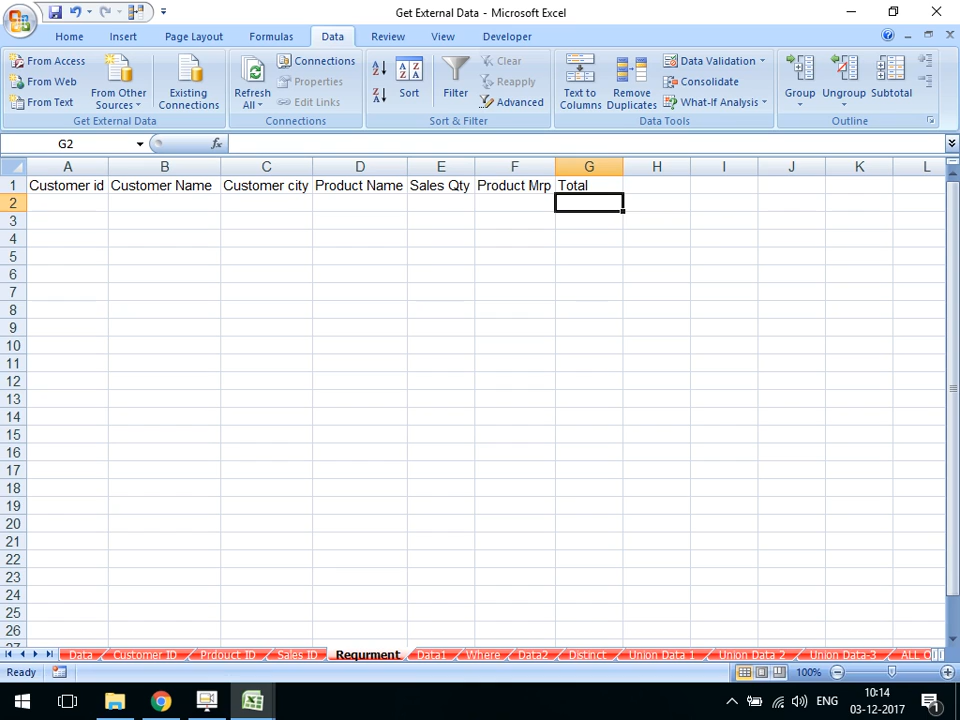 Get External Data - Microsoft Excel
Home Insert Page Layout Formulas Data Review View Developer
From Access
From Web
From Text
From Other Sources
Existing Connections
Get External Data
Refresh All
Connections
Properties
Edit Links
Connections
Sort
Filter
Clear
Reapply
Advanced
Sort & Filter
Text to Columns
Remove Duplicates
Data Validation
Consolidate
What-If Analysis
Data Tools
Group
Ungroup
Subtotal
Outline
G2 fx
A B C D E F G H I J K L
1 Customer id Customer Name Customer city Product Name Sales Qty Product Mrp Total
2
3
4
5
6
7
8
9
10
11
12
13
14
15
16
17
18
19
20
21
22
23
24
25
26
27
Data Customer ID Prdouct ID Sales ID Requrment Data1 Where Data2 Distinct Union Data 1 Union Data 2 Union Data-3 ALL
Ready 100%
ENG 10:14
03-12-2017
1